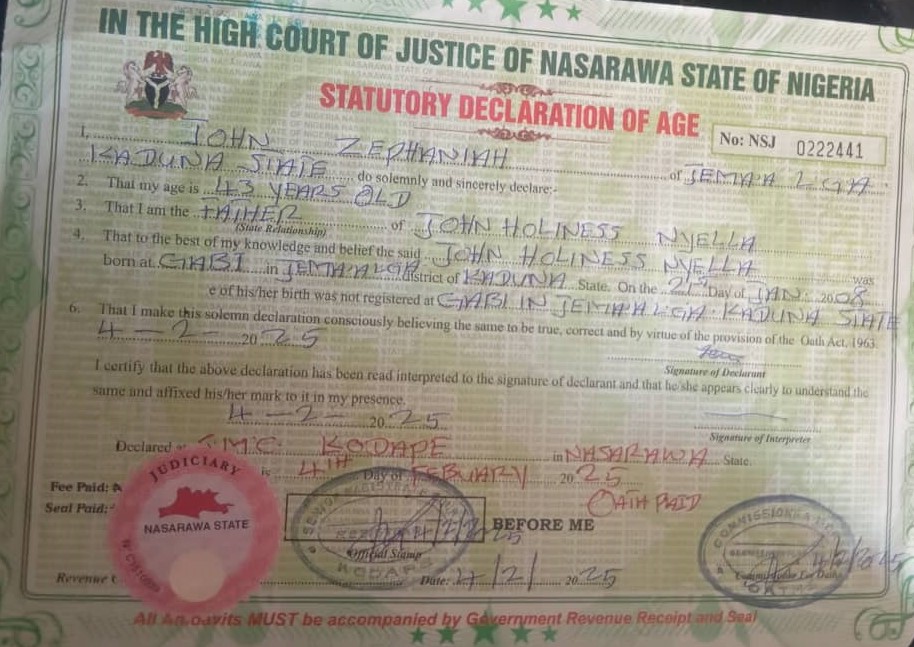 IN THE HIGH COURT OF JUSTICE OF NASARAWA STATE OF NIGERIA
STATUTORY DECLARATION OF AGE
No: NSJ 0222441
I, JOHN ZEPHANIAH of JEMA'A LGA
KADUNA STATE do solemnly and sincerely declare:-
2. That my age is 43 YEARS OLD
3. That I am the FATHER of JOHN HOLINESS NYELLA
(State Relationship)
4. That to the best of my knowledge and belief the said JOHN HOLINESS NYELLA was
born at GABI in JEMA'A LGA district of KADUNA State. On the 21st Day of JAN. 2008
e of his/her birth was not registered at GABI IN JEMA'A LGA. KADUNA STATE
6. That I make this solemn declaration consciously believing the same to be true, correct and by virtue of the provision of the Oath Act, 1963.
4 - 2 - 2025
Signature of Declarant
I certify that the above declaration has been read interpreted to the signature of declarant and that he/she appears clearly to understand the
same and affixed his/her mark to it in my presence.
4 - 2 - 2025
Signature of Interpreter
Declared KODAPE in NASARAWA State.
4TH Day of FEBUARY 2025
OATH PAID
Fee Paid:
Seal Paid:
JUDICIARY
NASARAWA STATE
BEFORE ME
Official Stamp
KODAPE
Revenue
Date: 4/2/2025
4/2/2025
All MUST be accompanied by Government Revenue Receipt and Seal